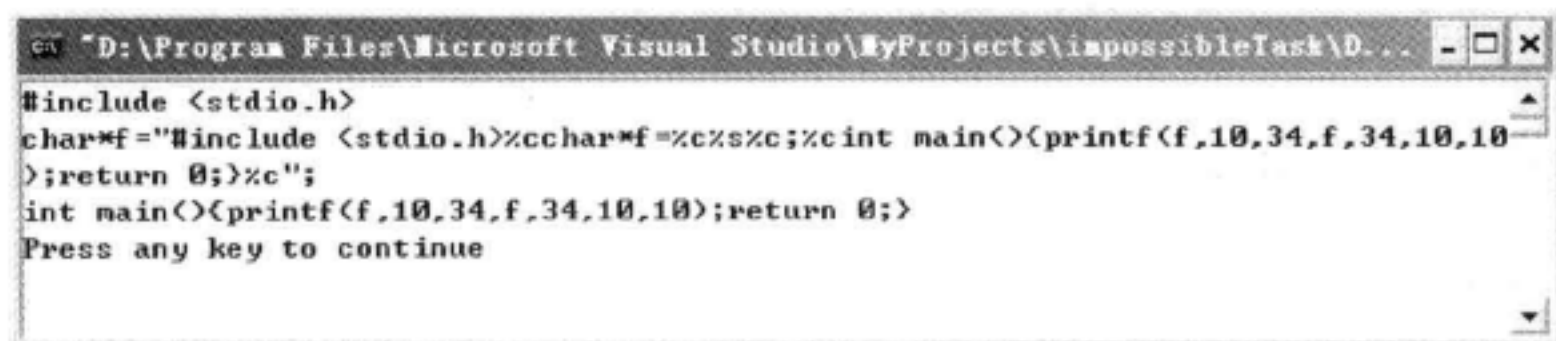 "D:\Program Files\Microsoft Visual Studio\MyProjects\impossibleTask\D...
#include <stdio.h>
char*f="#include <stdio.h>%cchar*f=%c%s%c;%cint main(){printf(f,10,34,f,34,10,10
);return 0;}%c";
int main(){printf(f,10,34,f,34,10,10);return 0;}
Press any key to continue